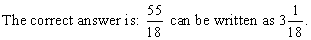 The correct answer is: 55/18 can be written as 3 1/18.